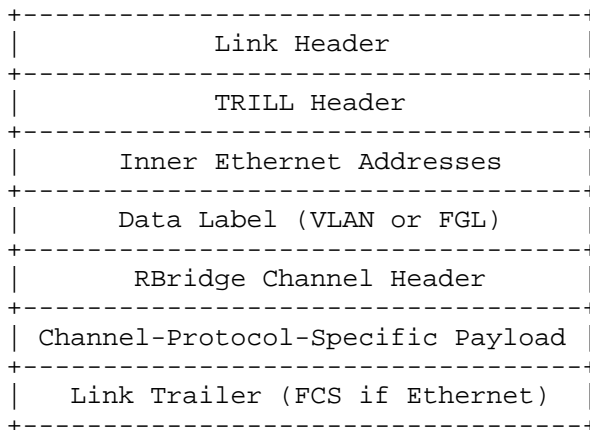 Link Header
TRILL Header
Inner Ethernet Addresses
Data Label (VLAN or FGL)
RBridge Channel Header
Channel-Protocol-Specific Payload
Link Trailer (FCS if Ethernet)